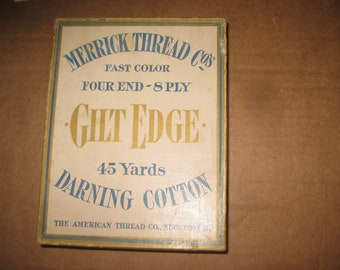 MERRICK THREAD CO'S
FAST COLOR
FOUR END - 8 PLY
· GILT EDGE ·
45 Yards
DARNING COTTON
THE AMERICAN THREAD CO.,